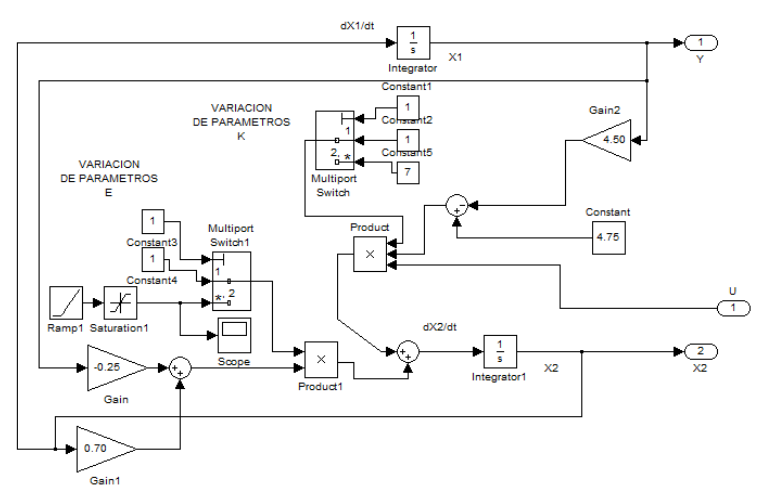 dX1/dt
1
s
Integrator
X1
1
Y
VARIACION
DE PARAMETROS
K
Constant1
1
Constant2
1
Constant5
7
1
2,
*
Multiport
Switch
Gain2
4.50
VARIACION
DE PARAMETROS
E
1
Constant3
1
Constant4
Multiport
Switch1
1
*, 2
Product
×
Constant
4.75
U
1
Ramp1
Saturation1
Scope
-0.25
Gain
×
Product1
dX2/dt
1
s
Integrator1
X2
2
X2
0.70
Gain1